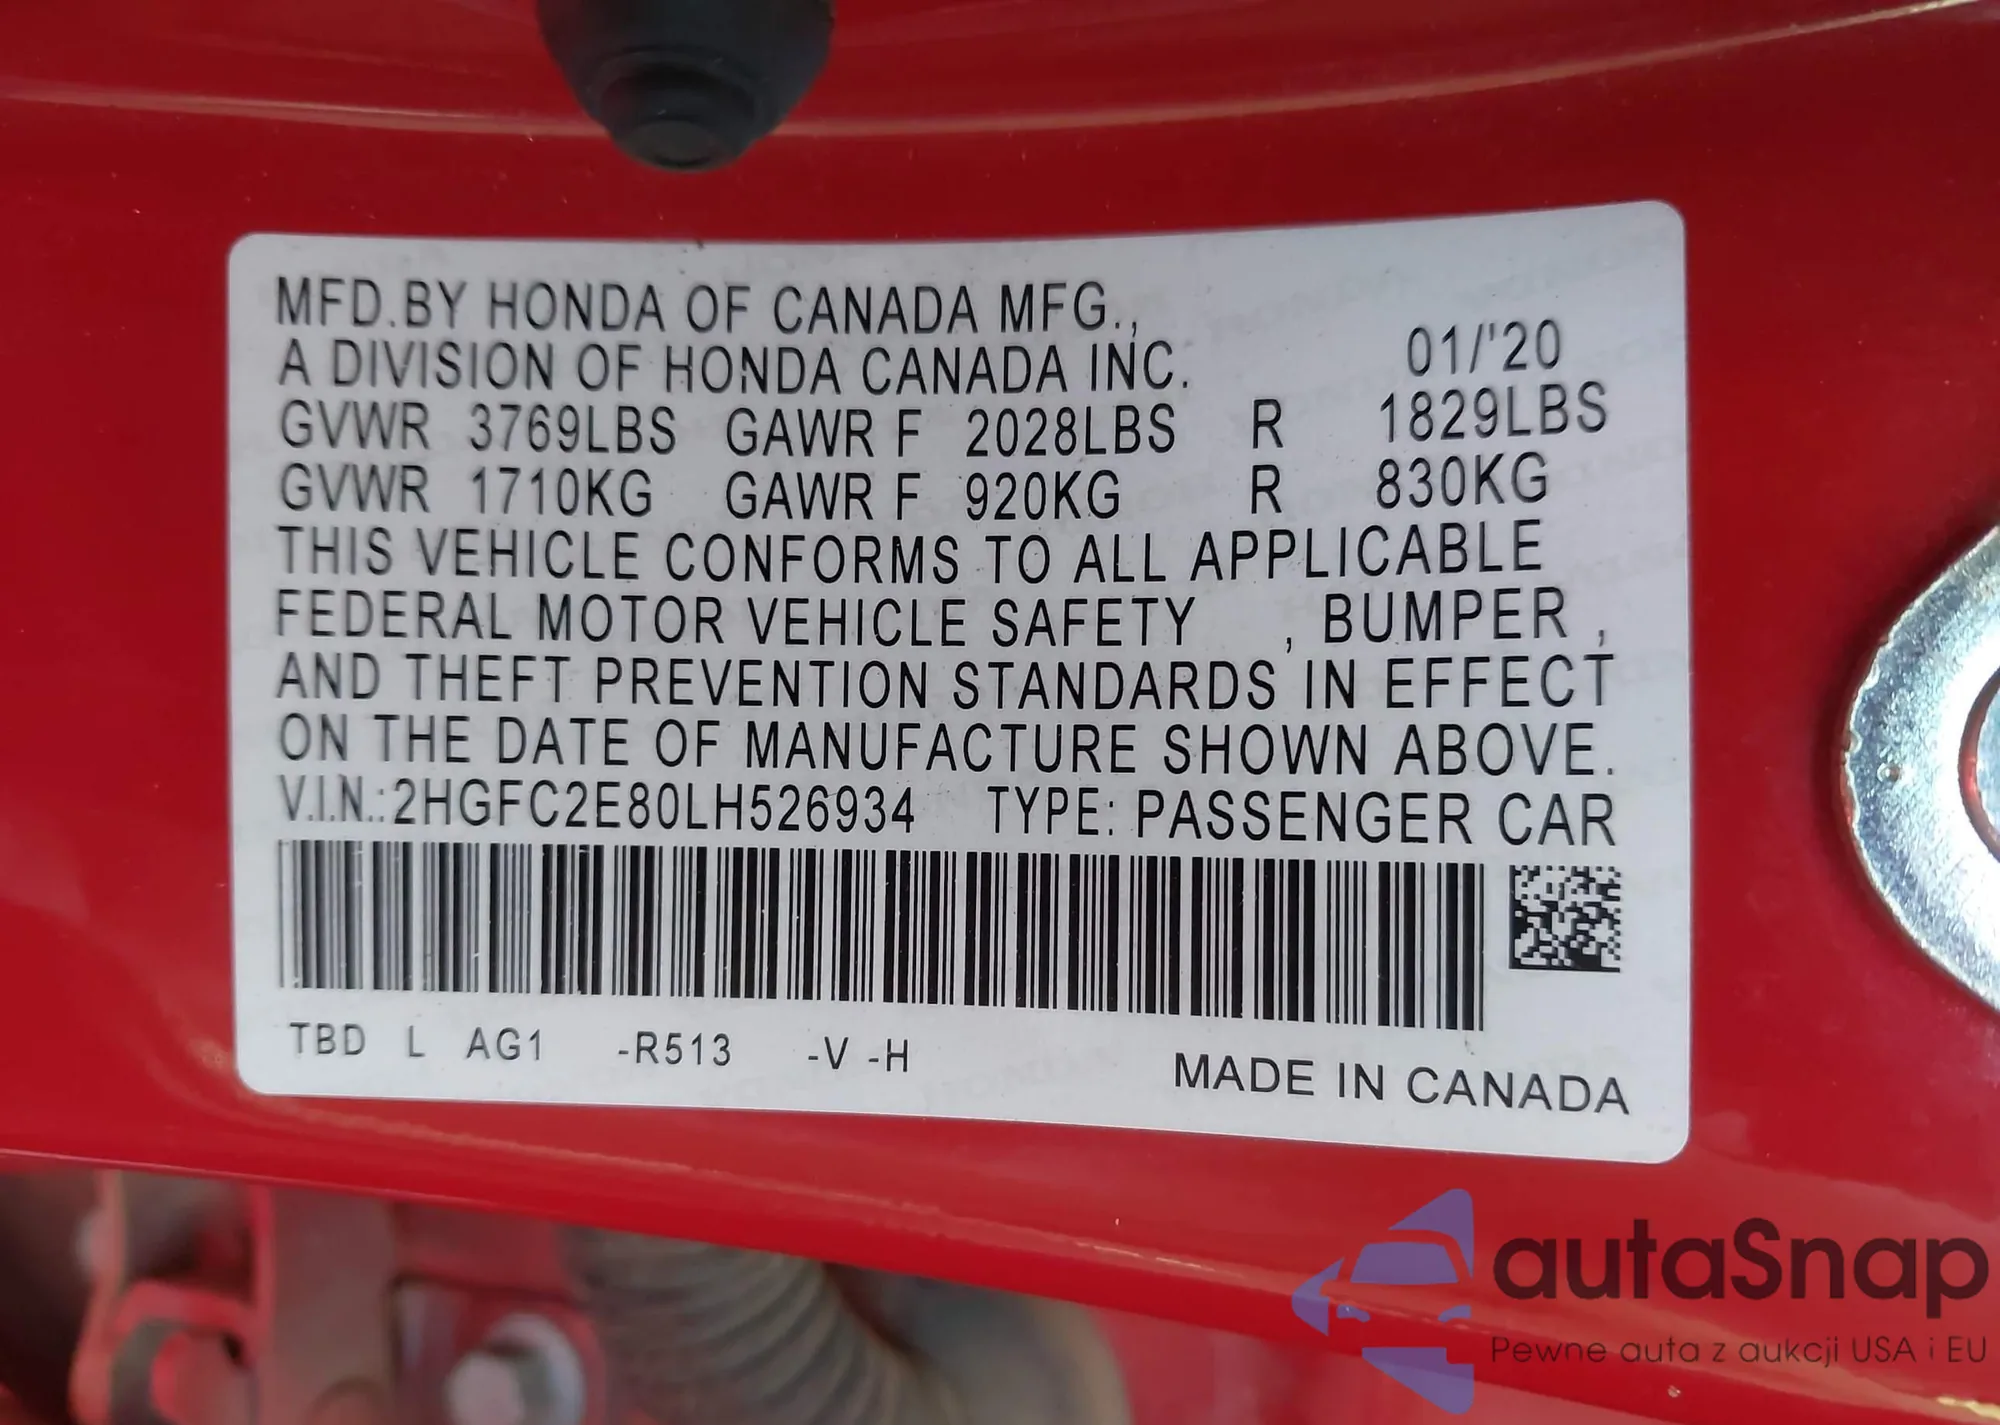 MFD.BY HONDA OF CANADA MFG.,
A DIVISION OF HONDA CANADA INC. 01/'20
GVWR 3769LBS GAWR F 2028LBS R 1829LBS
GVWR 1710KG GAWR F 920KG R 830KG
THIS VEHICLE CONFORMS TO ALL APPLICABLE
FEDERAL MOTOR VEHICLE SAFETY , BUMPER ,
AND THEFT PREVENTION STANDARDS IN EFFECT
ON THE DATE OF MANUFACTURE SHOWN ABOVE.
V.I.N.:2HGFC2E80LH526934 TYPE: PASSENGER CAR
TBD L AG1 -R513 -V -H
MADE IN CANADA
autaSnap
Pewne auta z aukcji USA i EU